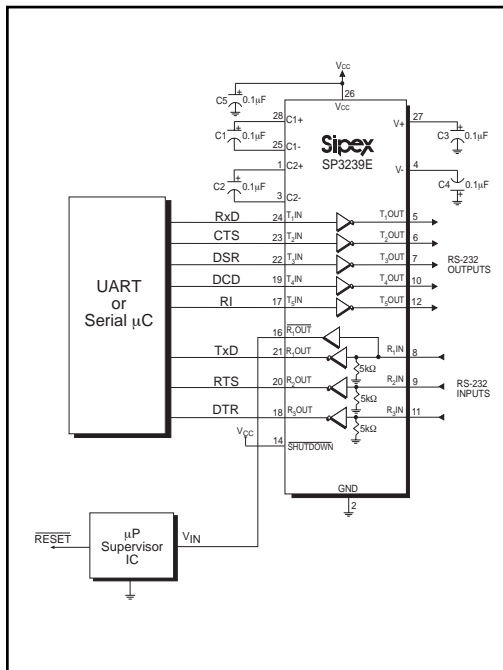 VCC
C5
+
0.1µF
26
VCC
28
C1+
V+
27
C1
+
0.1µF
C3
+
0.1µF
25
C1-
Sipex
1
C2+
SP3239E
V-
4
C2
+
0.1µF
C4
0.1µF
+
3
C2-
RxD
24
T1IN
T1OUT
5
CTS
23
T2IN
T2OUT
6
DSR
22
T3IN
T3OUT
7
RS-232
OUTPUTS
DCD
19
T4IN
T4OUT
10
RI
17
T5IN
T5OUT
12
UART
or
Serial µC
16
R1OUT
TxD
21
R1OUT
R1IN
8
5kΩ
RTS
20
R2OUT
R2IN
9
RS-232
INPUTS
5kΩ
DTR
18
R3OUT
R3IN
11
5kΩ
VCC
14
SHUTDOWN
GND
2
RESET
µP
Supervisor
IC
VIN